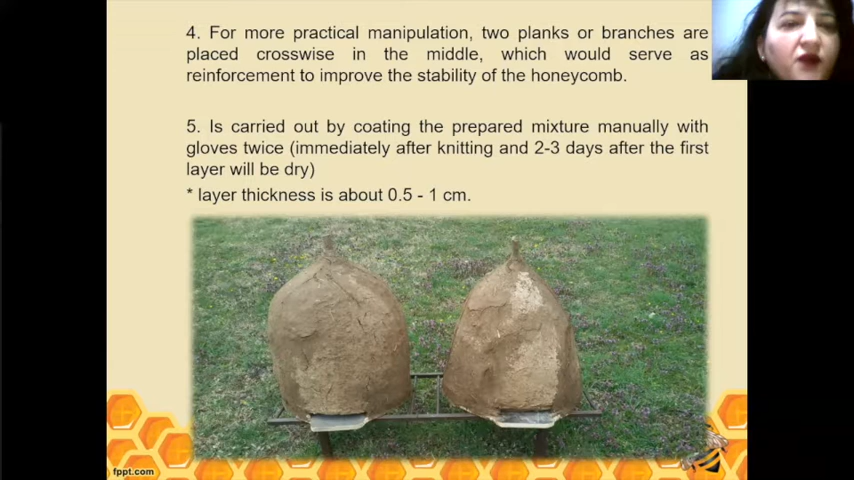 4. For more practical manipulation, two planks or branches are
placed crosswise in the middle, which would serve as
reinforcement to improve the stability of the honeycomb.
5. Is carried out by coating the prepared mixture manually with
gloves twice (immediately after knitting and 2-3 days after the first
layer will be dry)
* layer thickness is about 0.5 - 1 cm.
fppt.com